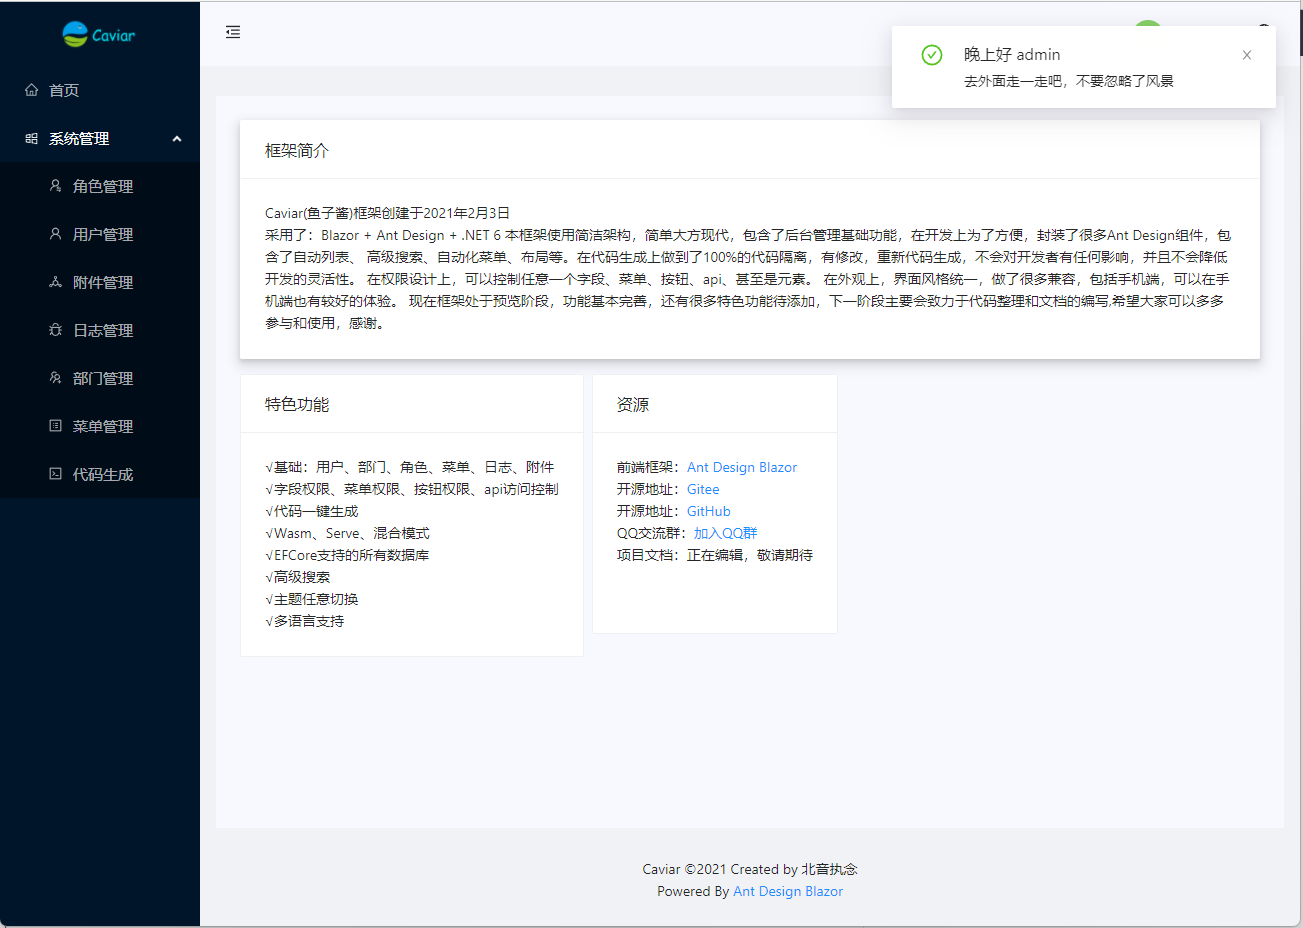 Caviar
首页
系统管理
角色管理
用户管理
附件管理
日志管理
部门管理
菜单管理
代码生成
晚上好 admin
去外面走一走吧，不要忽略了风景
框架简介
Caviar(鱼子酱)框架创建于2021年2月3日
采用了：Blazor + Ant Design + .NET 6 本框架使用简洁架构，简单大方现代，包含了后台管理基础功能，在开发上为了方便，封装了很多Ant Design组件，包
含了自动列表、 高级搜索、自动化菜单、布局等。在代码生成上做到了100%的代码隔离，有修改，重新代码生成，不会对开发者有任何影响，并且不会降低
开发的灵活性。 在权限设计上，可以控制任意一个字段、菜单、按钮、api、甚至是元素。 在外观上，界面风格统一，做了很多兼容，包括手机端，可以在手
机端也有较好的体验。 现在框架处于预览阶段，功能基本完善，还有很多特色功能待添加，下一阶段主要会致力于代码整理和文档的编写,希望大家可以多多
参与和使用，感谢。
特色功能
√基础：用户、部门、角色、菜单、日志、附件
√字段权限、菜单权限、按钮权限、api访问控制
√代码一键生成
√Wasm、Serve、混合模式
√EFCore支持的所有数据库
√高级搜索
√主题任意切换
√多语言支持
资源
前端框架：Ant Design Blazor
开源地址：Gitee
开源地址：GitHub
QQ交流群：加入QQ群
项目文档：正在编辑，敬请期待
Caviar ©2021 Created by 北音执念
Powered By Ant Design Blazor